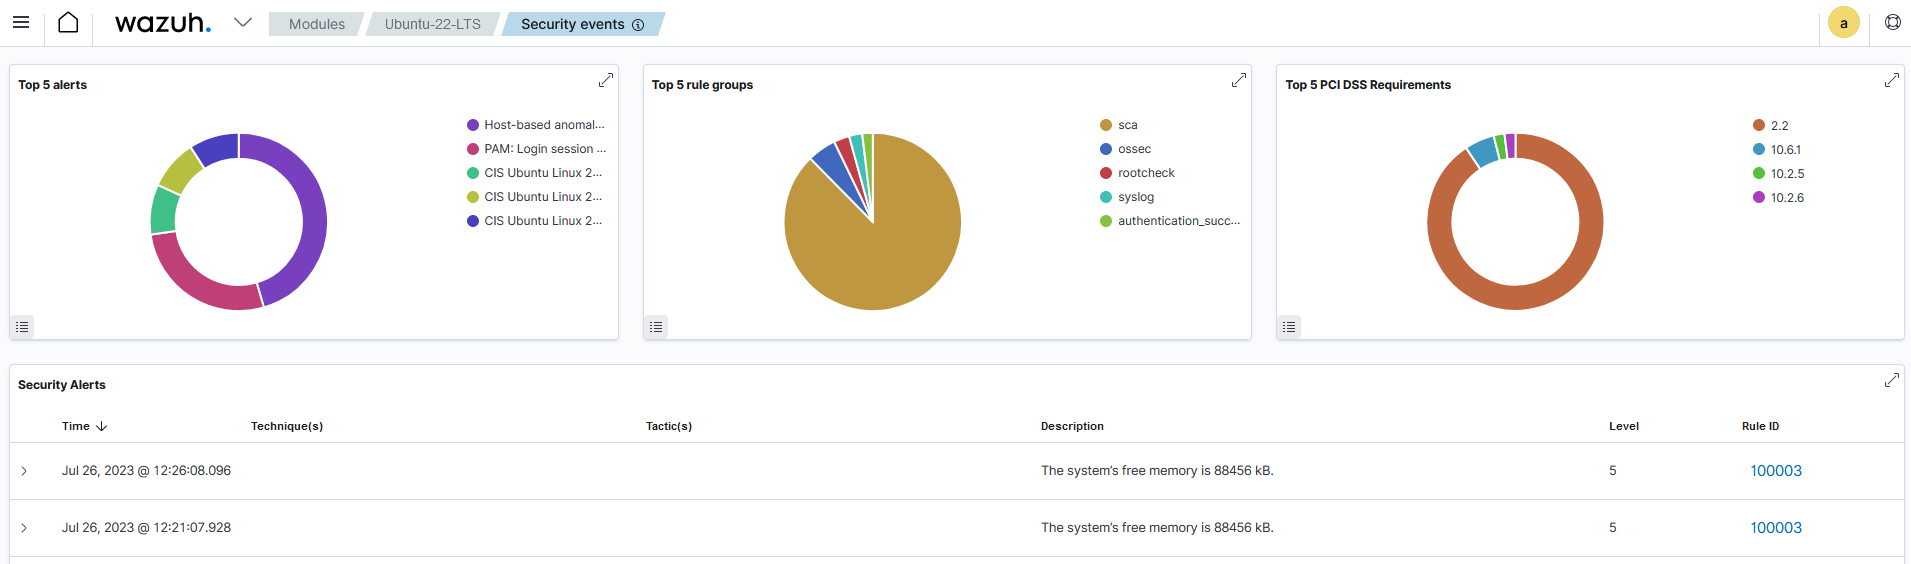 wazuh.
Modules
Ubuntu-22-LTS
Security events
a
Top 5 alerts
Host-based anomal...
PAM: Login session ...
CIS Ubuntu Linux 2...
CIS Ubuntu Linux 2...
CIS Ubuntu Linux 2...
Top 5 rule groups
sca
ossec
rootcheck
syslog
authentication_succ...
Top 5 PCI DSS Requirements
2.2
10.6.1
10.2.5
10.2.6
Security Alerts
Time Technique(s) Tactic(s) Description Level Rule ID
Jul 26, 2023 @ 12:26:08.096 The system's free memory is 88456 kB. 5 100003
Jul 26, 2023 @ 12:21:07.928 The system's free memory is 88456 kB. 5 100003